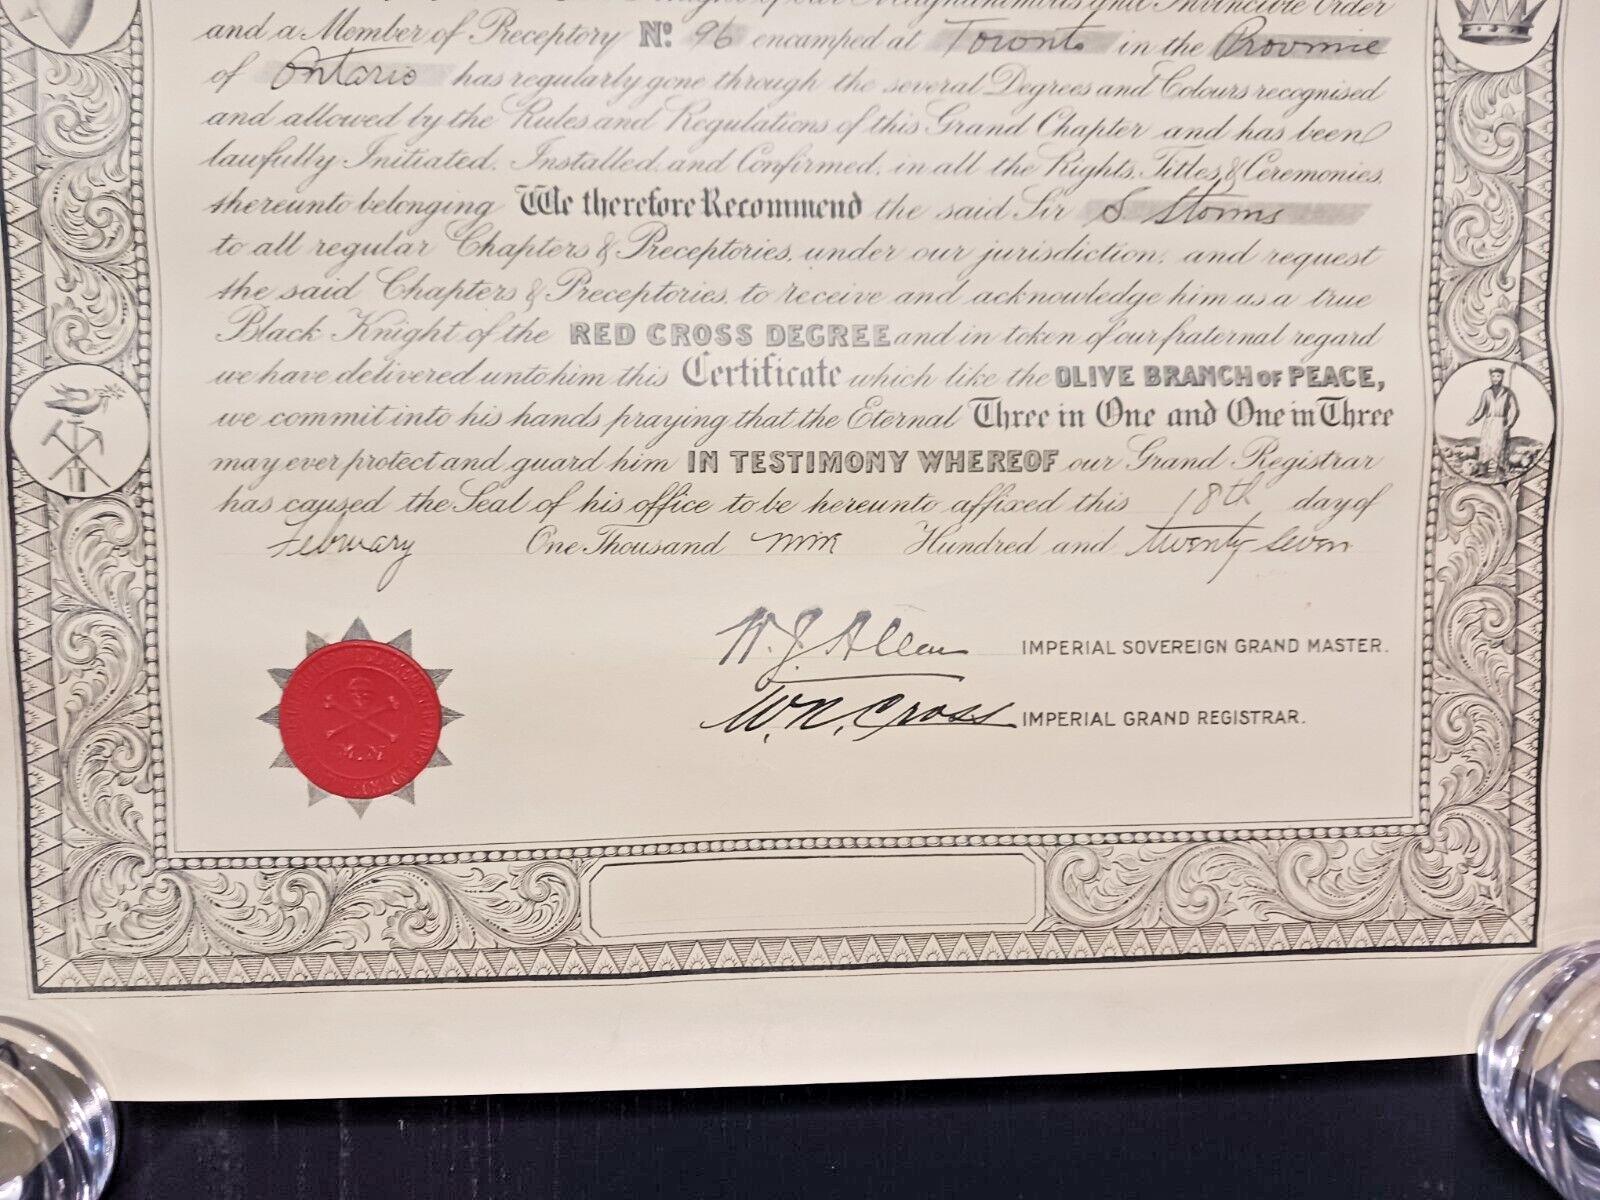 Magnanimous and Invincible Order
and a Member of Preceptory No. 96 encamped at Toronto in the Province
of Ontario has regularly gone through the several Degrees and Colours recognised
and allowed by the Rules and Regulations of this Grand Chapter and has been
lawfully Initiated, Installed, and Confirmed, in all the Rights, Titles, & Ceremonies,
thereunto belonging We therefore Recommend the said Sir S Storms
to all regular Chapters & Preceptories, under our jurisdiction, and request
the said Chapters & Preceptories, to receive and acknowledge him as a true
Black Knight of the RED CROSS DEGREE and in token of our fraternal regard
we have delivered unto him this Certificate which like the OLIVE BRANCH OF PEACE,
we commit into his hands praying that the Eternal Three in One and One in Three
may ever protect and guard him IN TESTIMONY WHEREOF our Grand Registrar
has caused the Seal of his office to be hereunto affixed this 18th day of
February One Thousand nine Hundred and twenty seven
W. J. Allen IMPERIAL SOVEREIGN GRAND MASTER.
W. N. Cross IMPERIAL GRAND REGISTRAR.